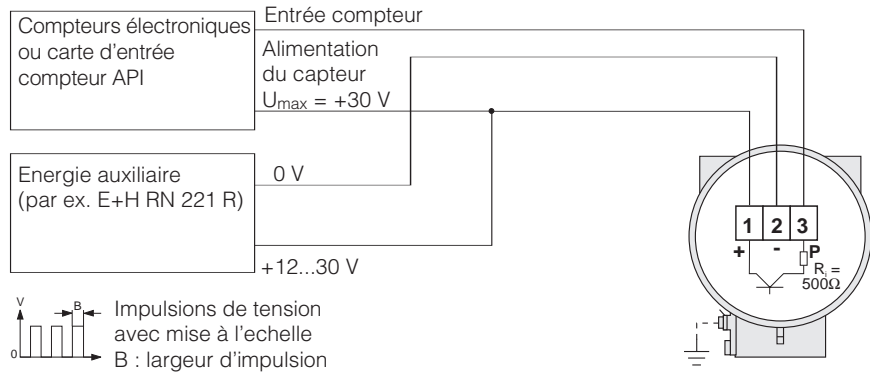 Compteurs électroniques
ou carte d'entrée
compteur API
Entrée compteur
Alimentation
du capteur
Umax = +30 V
Energie auxiliaire
(par ex. E+H RN 221 R)
0 V
+12...30 V
1 2 3
+ - P
Ri =
500Ω
V
B
0
Impulsions de tension
avec mise à l'echelle
B : largeur d'impulsion